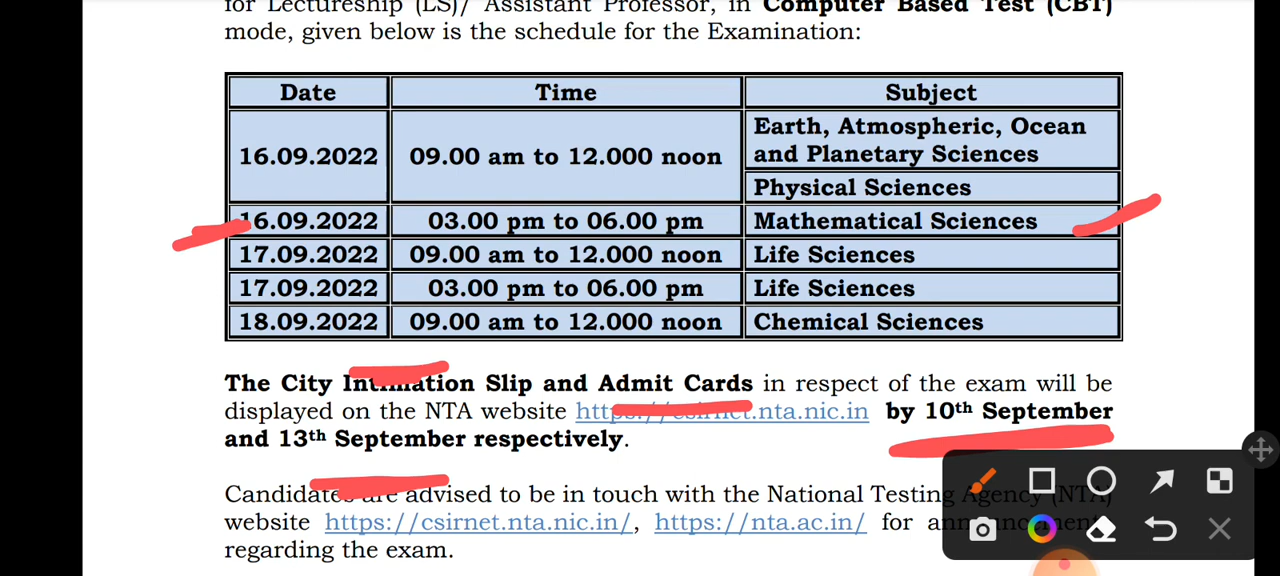 for Lectureship (LS)/ Assistant Professor, in Computer Based Test (CBT)
mode, given below is the schedule for the Examination:
Date Time Subject
16.09.2022 09.00 am to 12.000 noon Earth, Atmospheric, Ocean
and Planetary Sciences
Physical Sciences
16.09.2022 03.00 pm to 06.00 pm Mathematical Sciences
17.09.2022 09.00 am to 12.000 noon Life Sciences
17.09.2022 03.00 pm to 06.00 pm Life Sciences
18.09.2022 09.00 am to 12.000 noon Chemical Sciences
The City Intimation Slip and Admit Cards in respect of the exam will be
displayed on the NTA website https://csirnet.nta.nic.in by 10th September
and 13th September respectively.
Candidates are advised to be in touch with the National Testing Agency (NTA)
website https://csirnet.nta.nic.in/, https://nta.ac.in/ for announcements
regarding the exam.